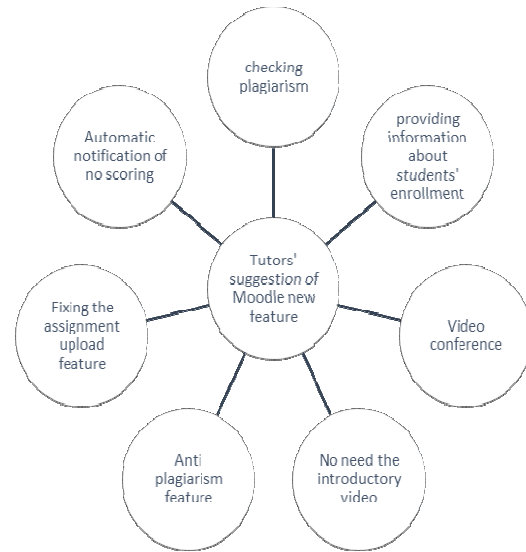 checking
plagiarism
providing
information
about
students'
enrollment
Automatic
notification of
no scoring
Tutors'
suggestion of
Moodle new
feature
Fixing the
assignment
upload
feature
Video
conference
Anti
plagiarism
feature
No need the
introductory
video